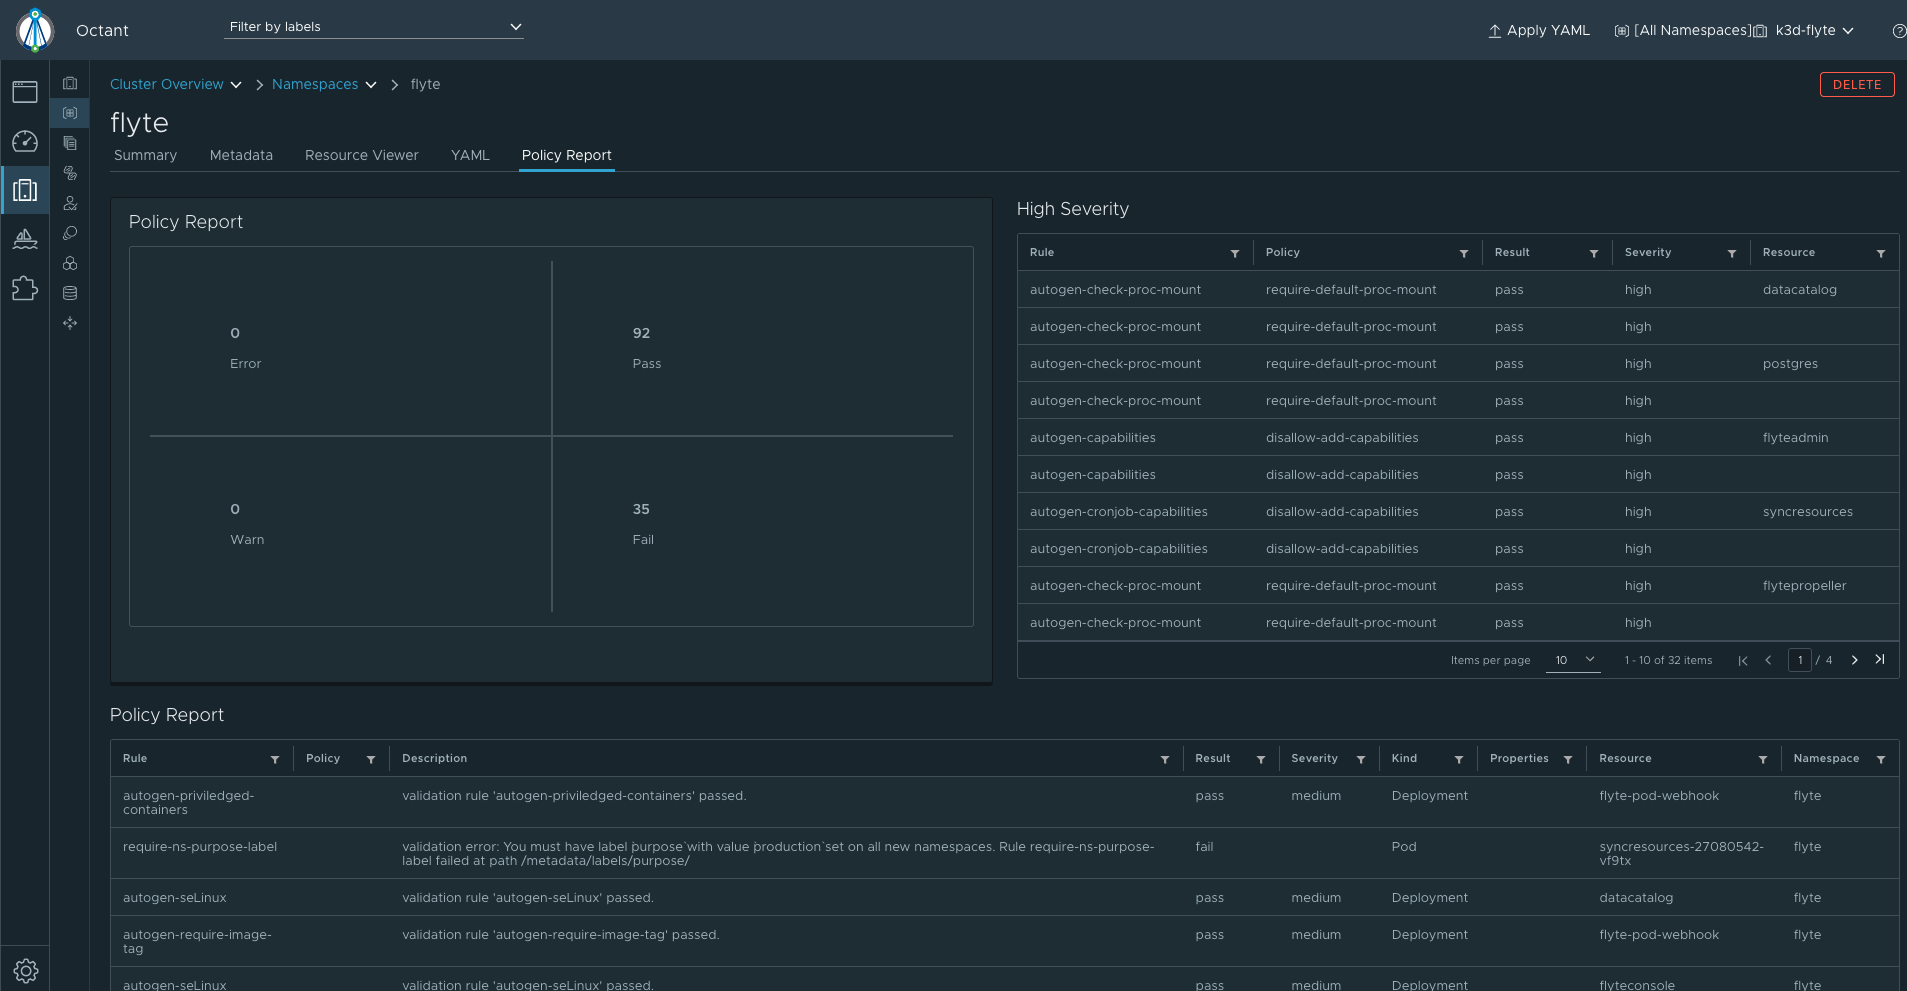 Octant
Filter by labels
Apply YAML
[All Namespaces]
k3d-flyte
Cluster Overview
Namespaces
flyte
DELETE
flyte
Summary
Metadata
Resource Viewer
YAML
Policy Report
Policy Report
0
Error
92
Pass
0
Warn
35
Fail
High Severity
Rule Policy Result Severity Resource
autogen-check-proc-mount require-default-proc-mount pass high datacatalog
autogen-check-proc-mount require-default-proc-mount pass high
autogen-check-proc-mount require-default-proc-mount pass high postgres
autogen-check-proc-mount require-default-proc-mount pass high
autogen-capabilities disallow-add-capabilities pass high flyteadmin
autogen-capabilities disallow-add-capabilities pass high
autogen-cronjob-capabilities disallow-add-capabilities pass high syncresources
autogen-cronjob-capabilities disallow-add-capabilities pass high
autogen-check-proc-mount require-default-proc-mount pass high flytepropeller
autogen-check-proc-mount require-default-proc-mount pass high
Items per page 10 1 - 10 of 32 items 1 / 4
Policy Report
Rule Policy Description Result Severity Kind Properties Resource Namespace
autogen-priviledged- validation rule 'autogen-priviledged-containers' passed. pass medium Deployment flyte-pod-webhook flyte
containers
require-ns-purpose-label validation error: You must have label `purpose` with value `production` set on all new namespaces. Rule require-ns-purpose- fail Pod syncresources-27080542- flyte
label failed at path /metadata/labels/purpose/ vf9tx
autogen-seLinux validation rule 'autogen-seLinux' passed. pass medium Deployment datacatalog flyte
autogen-require-image- validation rule 'autogen-require-image-tag' passed. pass medium Deployment flyte-pod-webhook flyte
tag
autogen-seLinux validation rule 'autogen-seLinux' passed. pass medium Deployment flyteconsole flyte